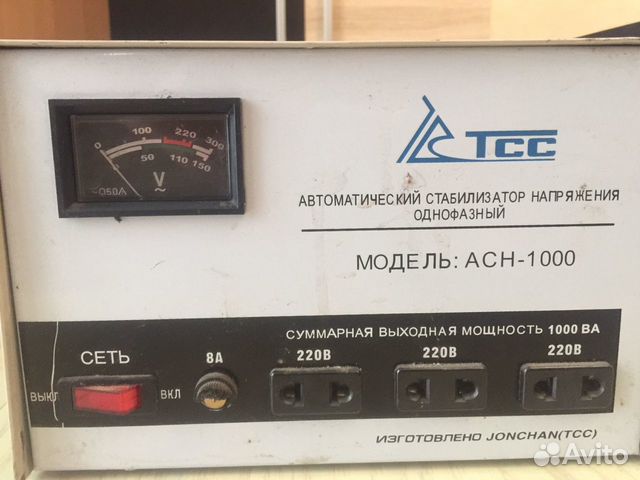 0 100 220 300
50 110 150
V
~
ТСС
АВТОМАТИЧЕСКИЙ СТАБИЛИЗАТОР НАПРЯЖЕНИЯ
ОДНОФАЗНЫЙ
МОДЕЛЬ: АСН-1000
СУММАРНАЯ ВЫХОДНАЯ МОЩНОСТЬ 1000 ВА
СЕТЬ 8А 220В 220В 220В
ВЫКЛ ВКЛ
ИЗГОТОВЛЕНО JONCHAN(TCC)
Avito